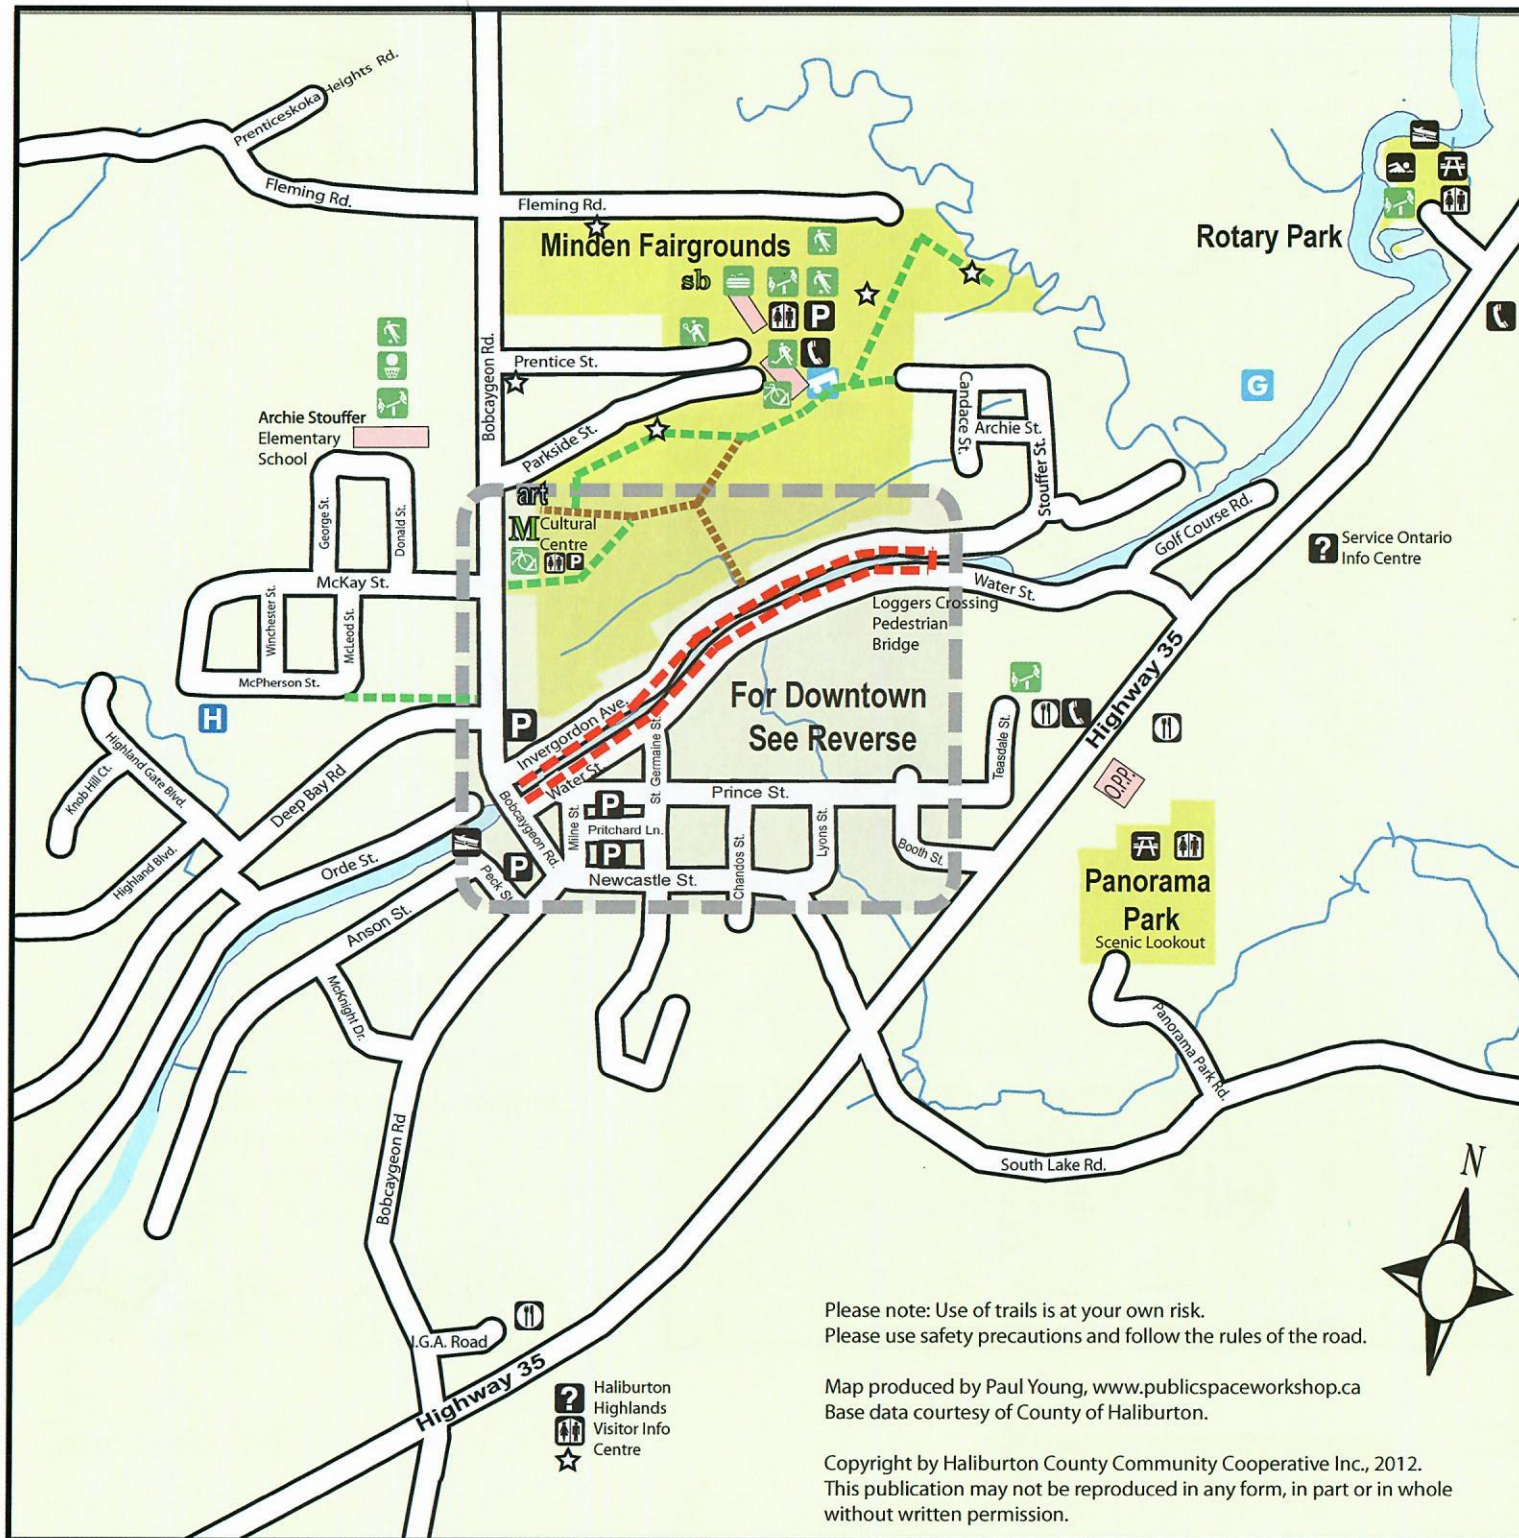 Prenticeskoka Heights Rd.
Fleming Rd.
Fleming Rd.
Minden Fairgrounds
sb
P
Rotary Park
Bobcaygeon Rd.
Prentice St.
Parkside St.
Candace St.
Archie St.
Stouffer St.
G
Archie Stouffer
Elementary
School
George St.
Donald St.
art
M
Cultural
Centre
P
Golf Course Rd.
?
Service Ontario
Info Centre
McKay St.
Winchester St.
McLeod St.
McPherson St.
Water St.
Loggers Crossing
Pedestrian
Bridge
H
P
Invergordon Ave.
Water St.
St. Germaine St.
For Downtown
See Reverse
Teasdale St.
Highway 35
O.P.P.
Highland Gate Blvd.
Knob Hill Ct.
Deep Bay Rd
Highland Blvd.
Orde St.
Bobcaygeon Rd.
Milne St.
P
Pritchard Ln.
P
P
Prince St.
Lyons St.
Chandos St.
Booth St.
Newcastle St.
Peck St.
Anson St.
McKnight Dr.
Panorama
Park
Scenic Lookout
Panorama Park Rd.
South Lake Rd.
Bobcaygeon Rd
I.G.A. Road
Highway 35
?
Haliburton
Highlands
Visitor Info
Centre
N
Please note: Use of trails is at your own risk.
Please use safety precautions and follow the rules of the road.
Map produced by Paul Young, www.publicspaceworkshop.ca
Base data courtesy of County of Haliburton.
Copyright by Haliburton County Community Cooperative Inc., 2012.
This publication may not be reproduced in any form, in part or in whole
without written permission.